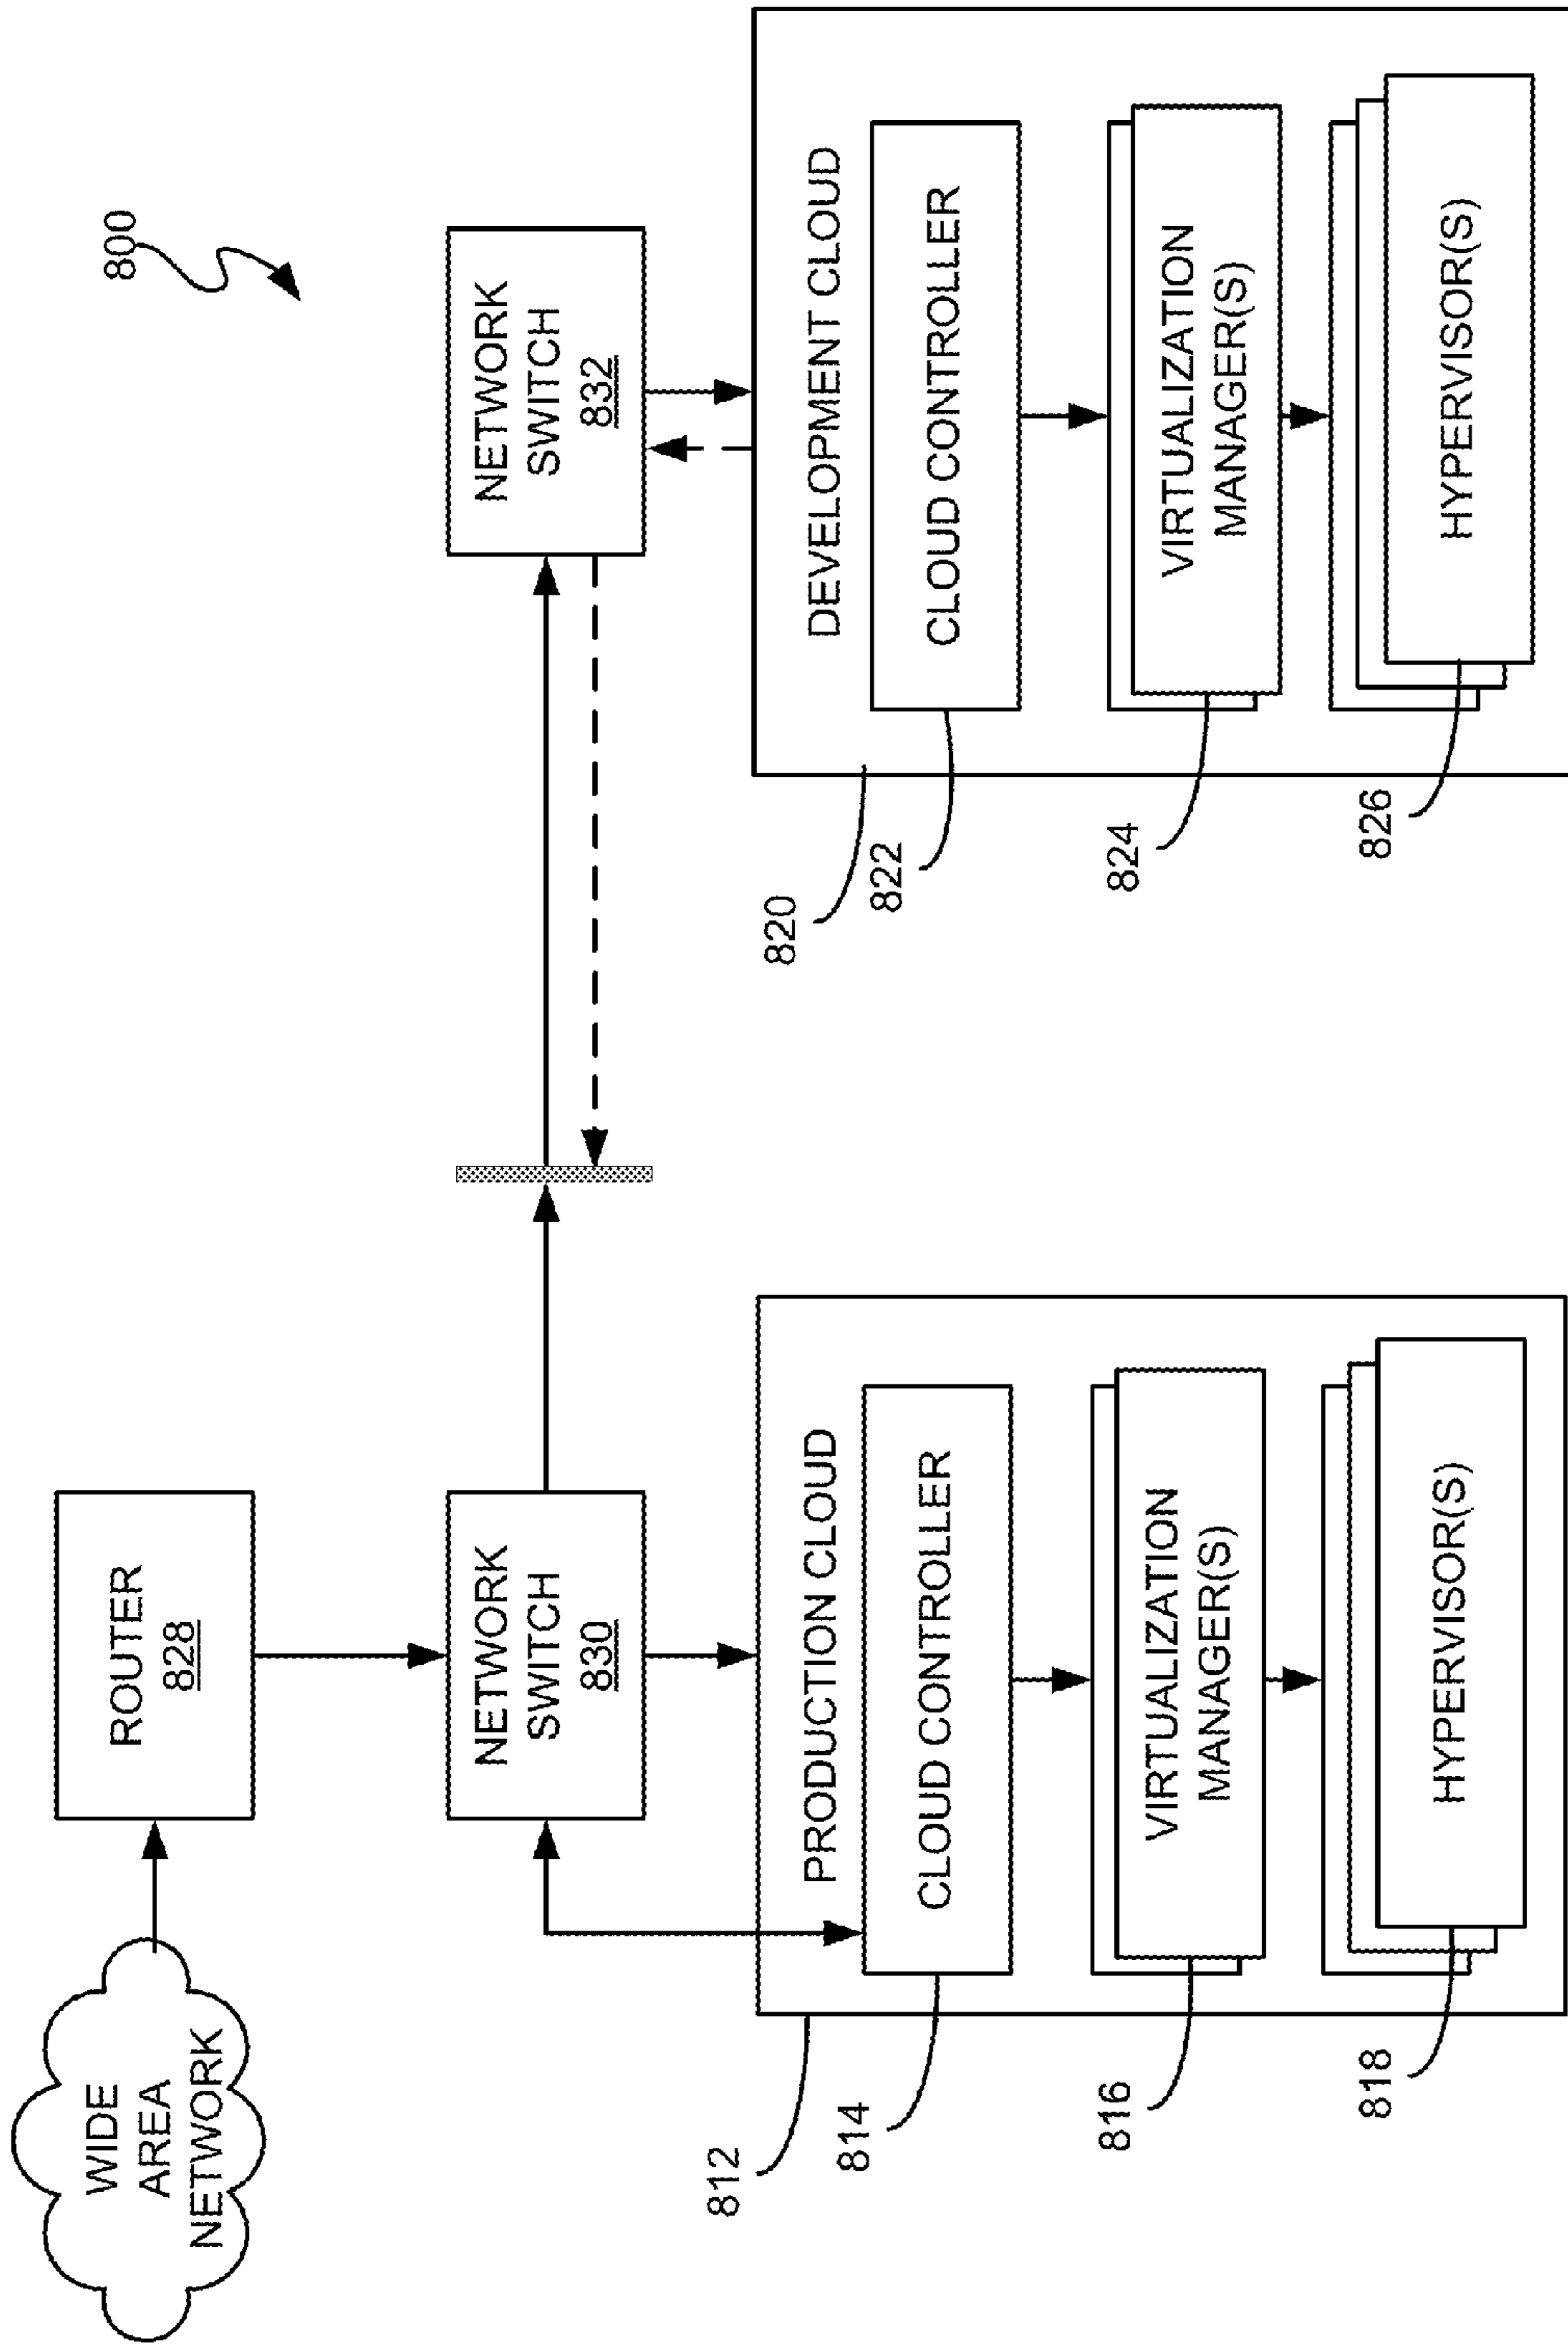 800
WIDE
AREA
NETWORK
ROUTER
828
NETWORK
SWITCH
830
NETWORK
SWITCH
832
812
PRODUCTION CLOUD
814
CLOUD CONTROLLER
816
VIRTUALIZATION
MANAGER(S)
818
HYPERVISOR(S)
820
DEVELOPMENT CLOUD
822
CLOUD CONTROLLER
824
VIRTUALIZATION
MANAGER(S)
826
HYPERVISOR(S)